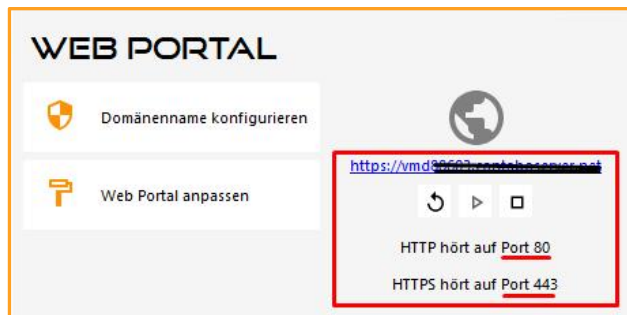 WEB PORTAL
Domänenname konfigurieren
https://vmd
Web Portal anpassen
HTTP hört auf Port 80
HTTPS hört auf Port 443